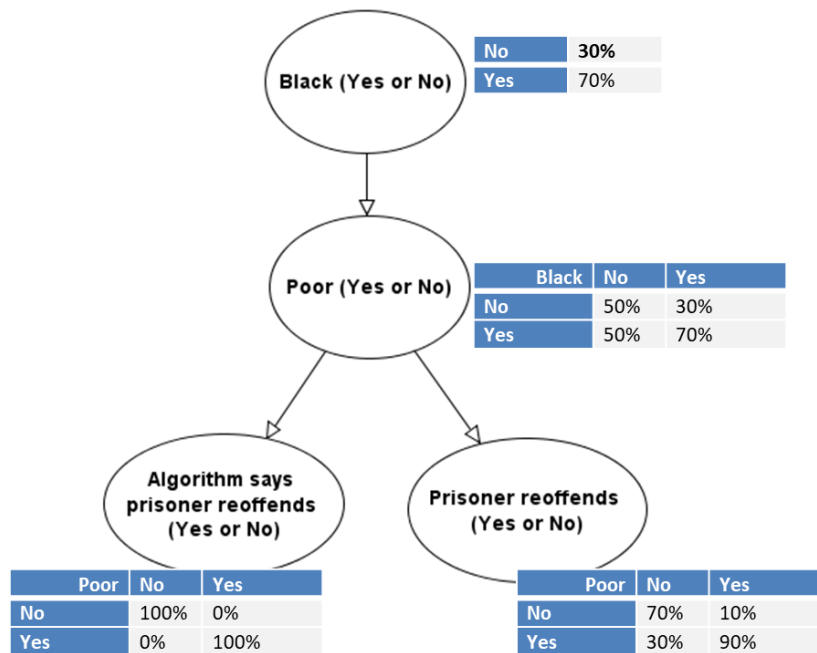 Black (Yes or No)
No 30%
Yes 70%
Poor (Yes or No)
Black No Yes
No 50% 30%
Yes 50% 70%
Algorithm says
prisoner reoffends
(Yes or No)
Prisoner reoffends
(Yes or No)
Poor No Yes
No 100% 0%
Yes 0% 100%
Poor No Yes
No 70% 10%
Yes 30% 90%